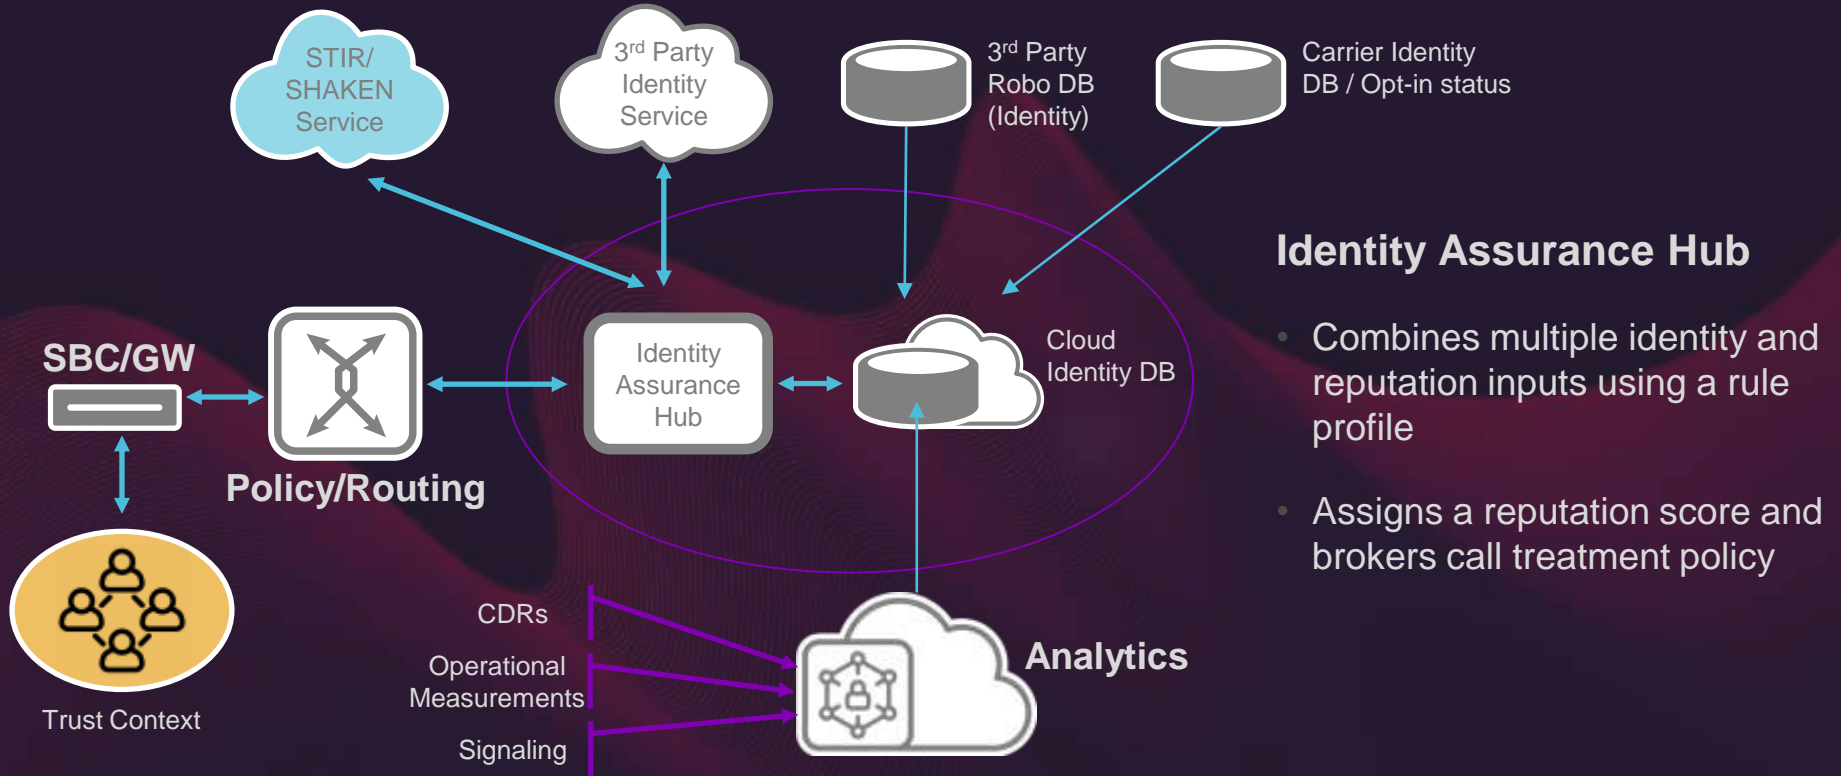 STIR/
SHAKEN
Service
3rd Party
Identity
Service
3rd Party
Robo DB
(Identity)
Carrier Identity
DB / Opt-in status
SBC/GW
Policy/Routing
Identity
Assurance
Hub
Cloud
Identity DB
Trust Context
CDRs
Operational
Measurements
Signaling
Analytics
Identity Assurance Hub
• Combines multiple identity and
reputation inputs using a rule
profile
• Assigns a reputation score and
brokers call treatment policy